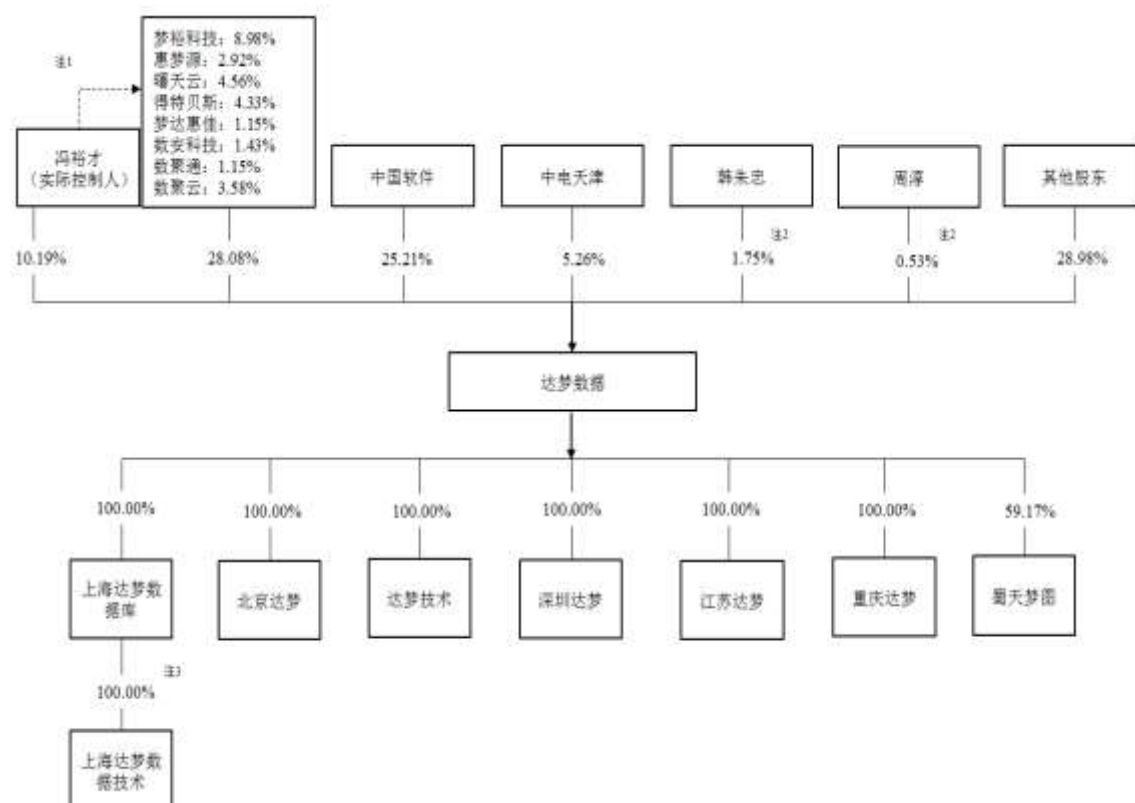 梦裕科技：8.98%
惠梦源：2.92%
曙天云：4.56%
得特贝斯：4.33%
梦达惠佳：1.15%
数安科技：1.43%
数聚通：1.15%
数聚云：3.58%
注1
冯裕才
（实际控制人）
中国软件
中电天津
韩朱忠
周淳
其他股东
注2
注2
10.19%
28.08%
25.21%
5.26%
1.75%
0.53%
28.98%
达梦数据
100.00%
100.00%
100.00%
100.00%
100.00%
100.00%
59.17%
上海达梦数
据库
北京达梦
达梦技术
深圳达梦
江苏达梦
重庆达梦
蜀天梦图
注3
100.00%
上海达梦数
据技术